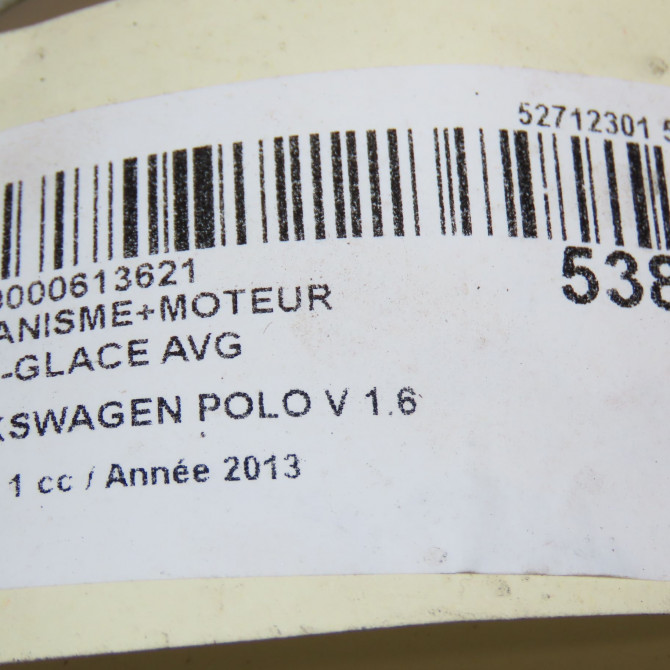 52712301 5
0000613621
538
ANISME+MOTEUR
-GLACE AVG
KSWAGEN POLO V 1.6
1 cc / Année 2013